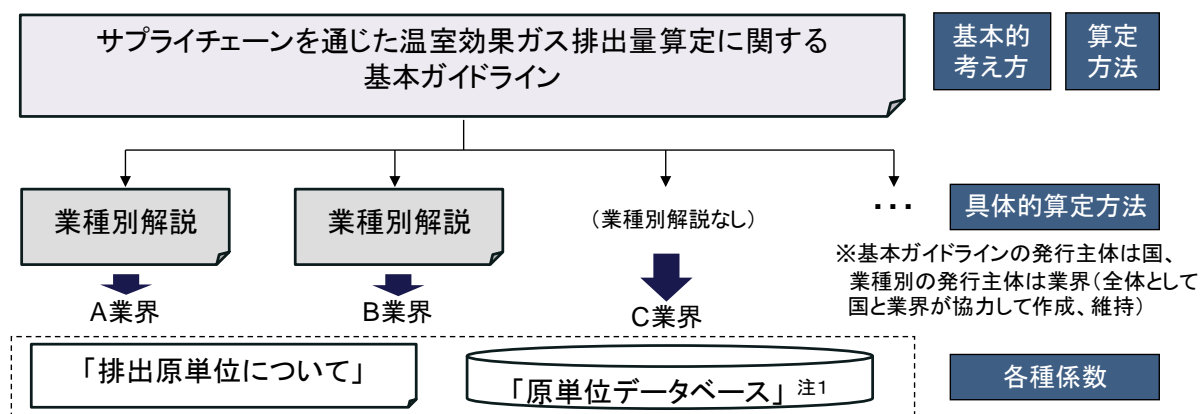 サプライチェーンを通じた温室効果ガス排出量算定に関する
基本ガイドライン
基本的
考え方
算定
方法
業種別解説
業種別解説
(業種別解説なし)
･･･
具体的算定方法
※基本ガイドラインの発行主体は国、
業種別の発行主体は業界(全体として
国と業界が協力して作成、維持)
A業界
B業界
C業界
「排出原単位について」
「原単位データベース」注1
各種係数